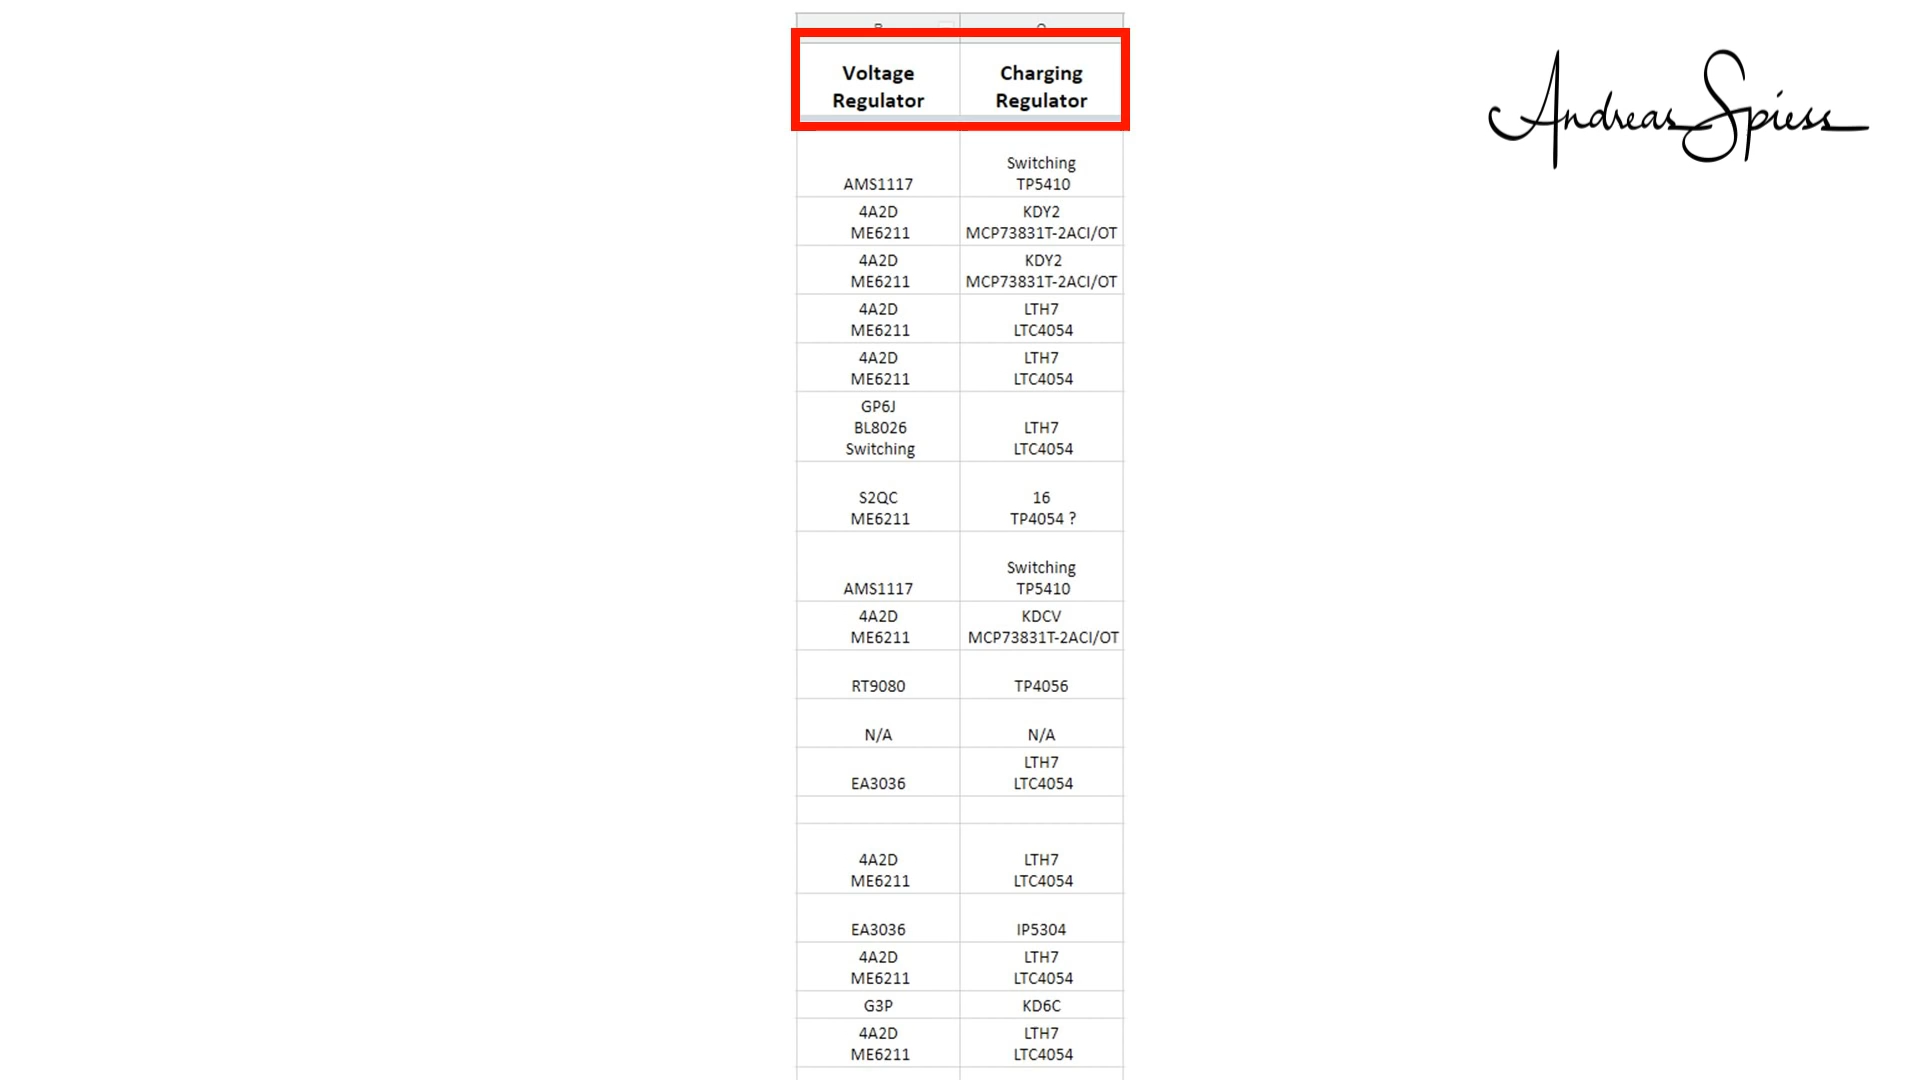 Voltage Regulator | Charging Regulator
AMS1117 | Switching TP5410
4A2D ME6211 | KDY2 MCP73831T-2ACI/OT
4A2D ME6211 | KDY2 MCP73831T-2ACI/OT
4A2D ME6211 | LTH7 LTC4054
4A2D ME6211 | LTH7 LTC4054
GP6J BL8026 Switching | LTH7 LTC4054
S2QC ME6211 | 16 TP4054 ?
AMS1117 | Switching TP5410
4A2D ME6211 | KDCV MCP73831T-2ACI/OT
RT9080 | TP4056
N/A | N/A
EA3036 | LTH7 LTC4054
4A2D ME6211 | LTH7 LTC4054
EA3036 | IP5304
4A2D ME6211 | LTH7 LTC4054
G3P | KD6C
4A2D ME6211 | LTH7 LTC4054
Andreas Spiess